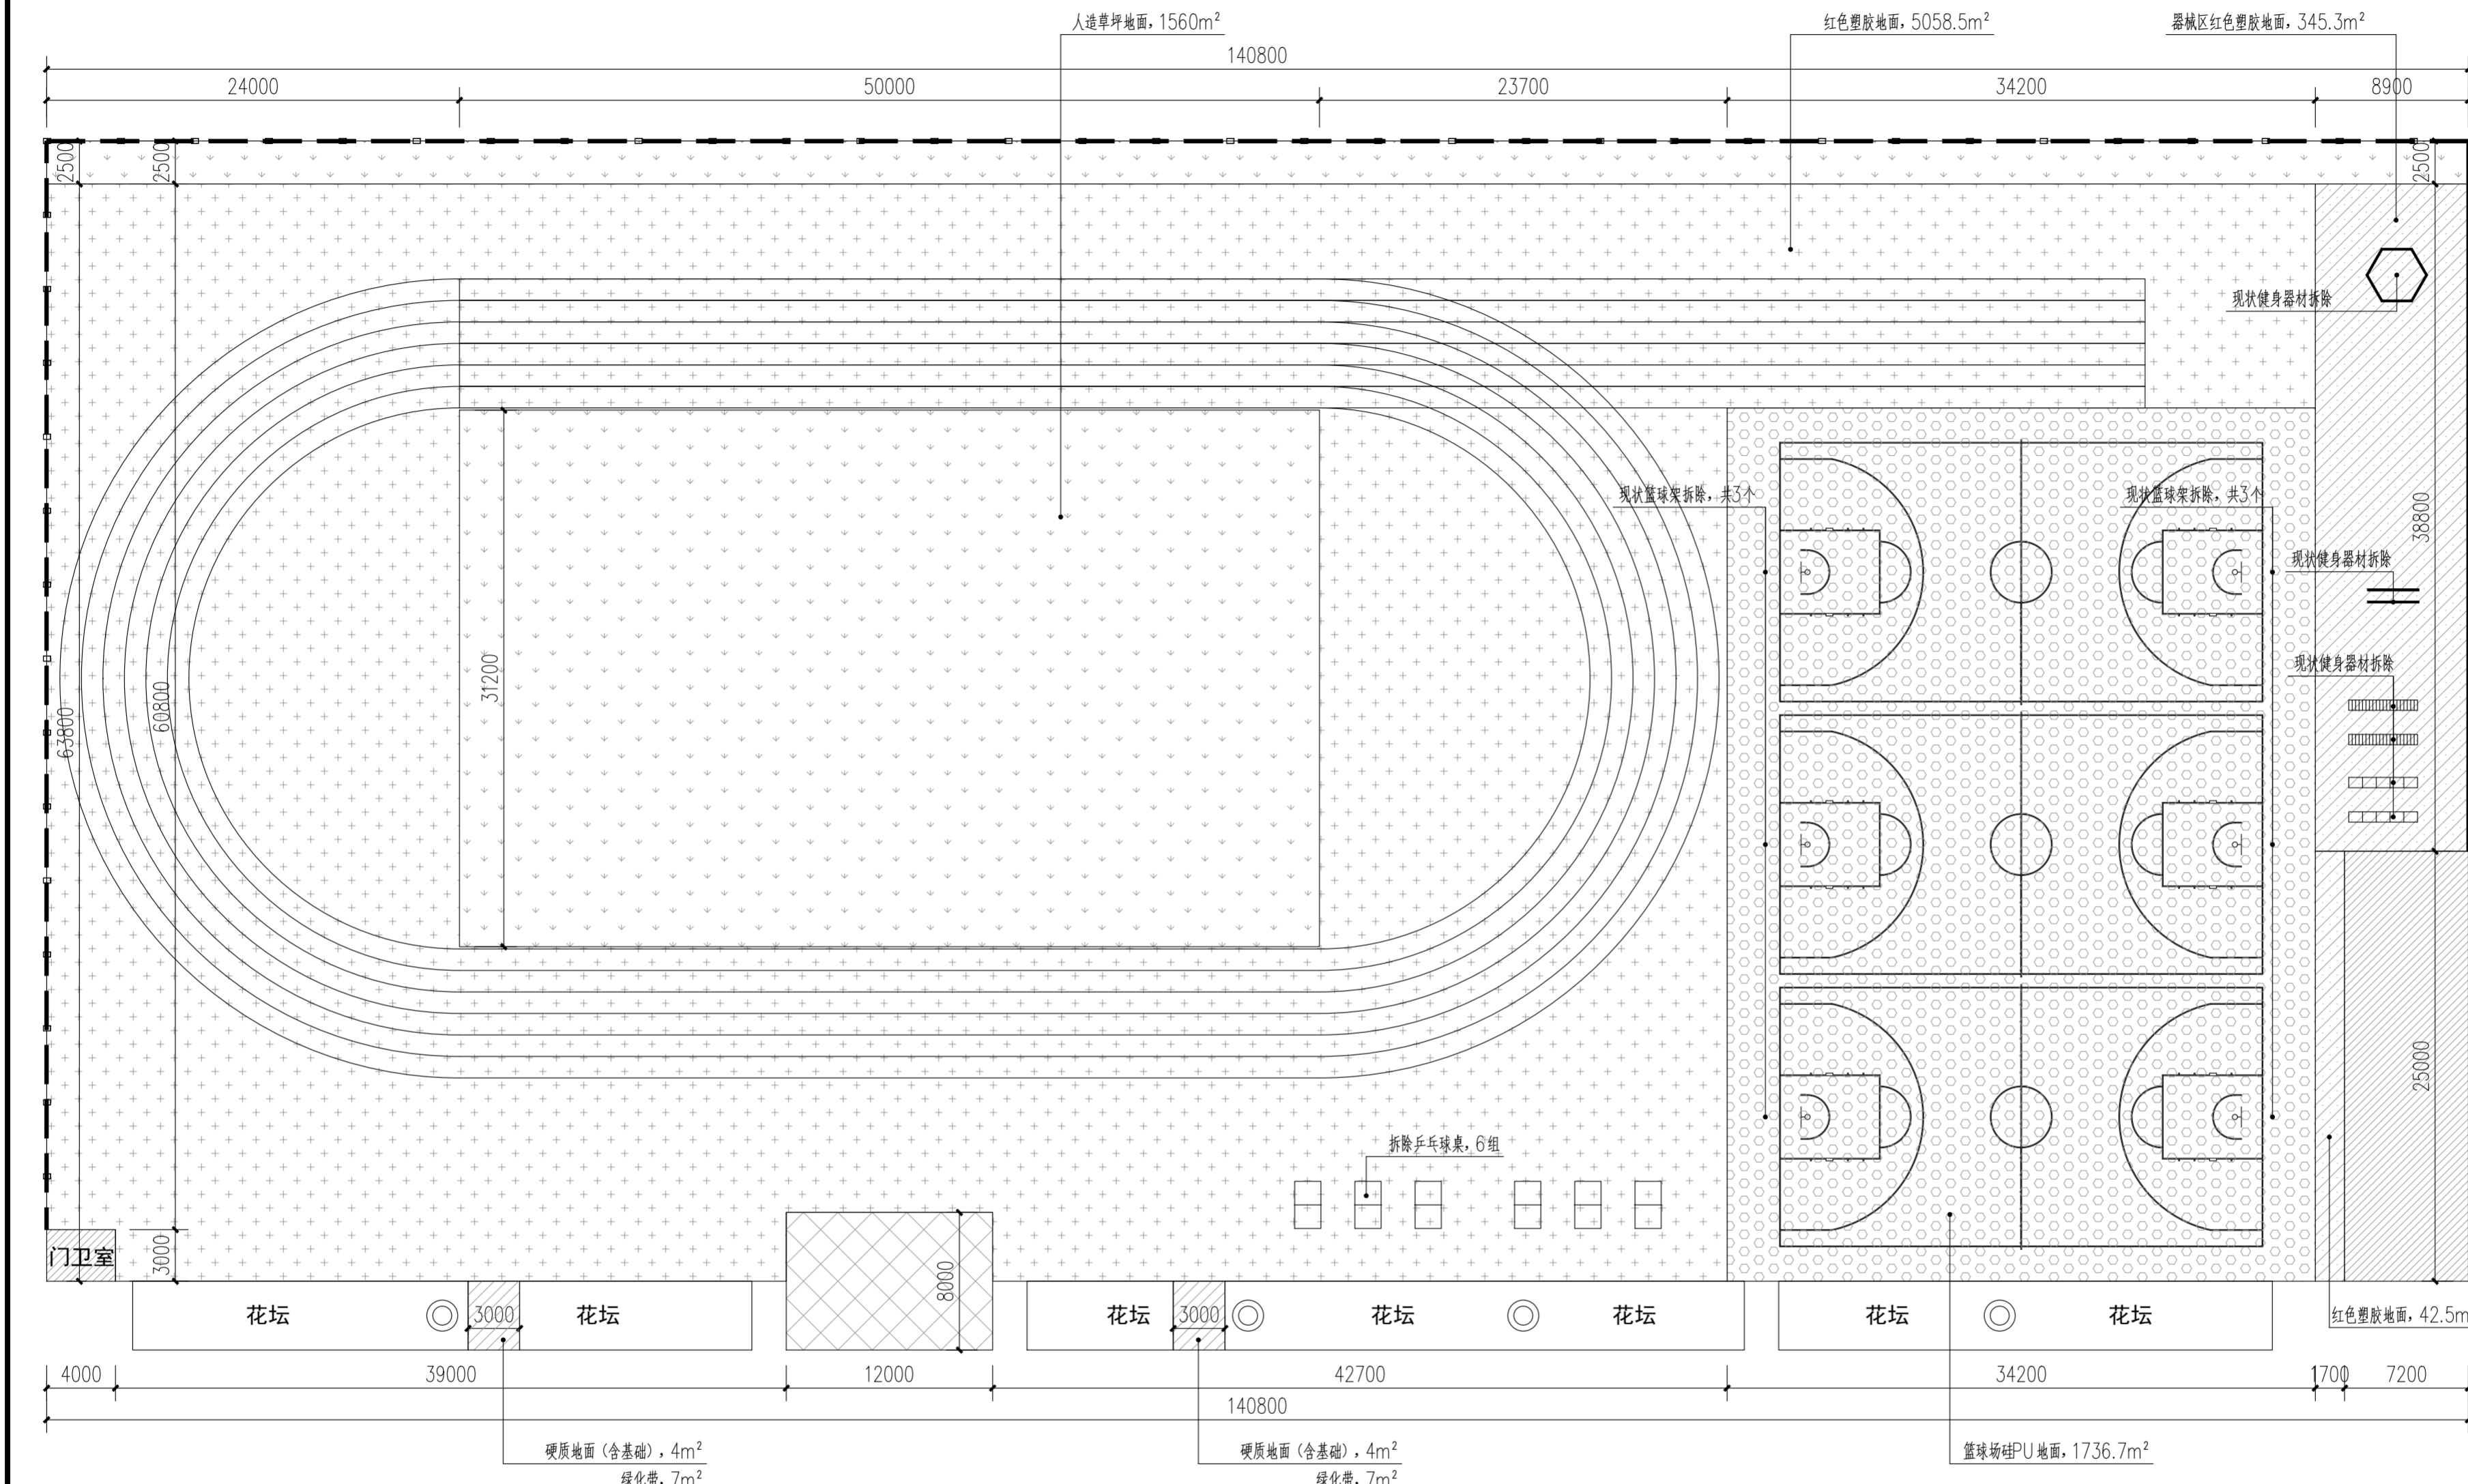 人造草坪地面，1560m²
红色塑胶地面，5058.5m²
器械区红色塑胶地面，345.3m²
140800
24000
50000
23700
34200
8900
2500
2500
2500
现状健身器材拆除
现状篮球架拆除，共3个
现状篮球架拆除，共3个
38800
现状健身器材拆除
现状健身器材拆除
31200
60800
63800
25000
拆除乒乓球桌，6组
门卫室
3000
8000
花坛
3000
花坛
花坛
3000
花坛
花坛
花坛
花坛
红色塑胶地面，42.5m
4000
39000
12000
42700
34200
1700
7200
140800
硬质地面（含基础），4m²
绿化带，7m²
硬质地面（含基础），4m²
绿化带，7m²
篮球场硅PU地面，1736.7m²